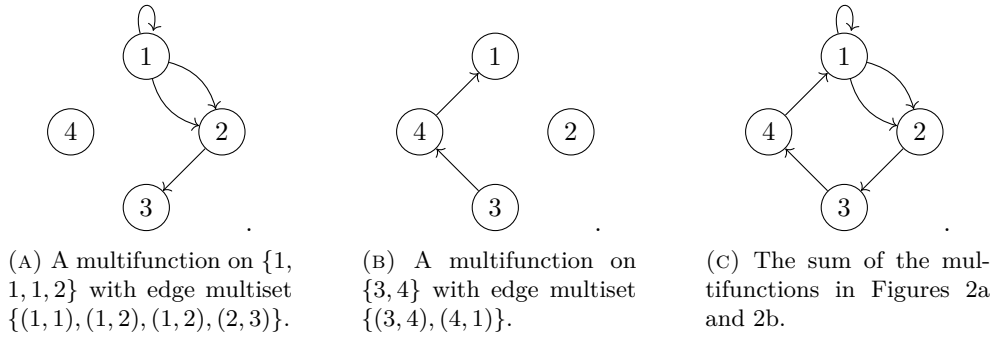 1
4
2
3
.
(A) A multifunction on {1,
1, 1, 2} with edge multiset
{(1, 1), (1, 2), (1, 2), (2, 3)}.
1
4
2
3
.
(B) A multifunction on
{3, 4} with edge multiset
{(3, 4), (4, 1)}.
1
4
2
3
.
(C) The sum of the mul-
tifunctions in Figures 2a
and 2b.